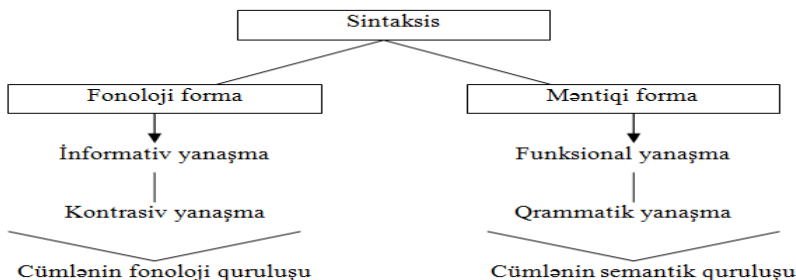 Sintaksis
Fonoloji forma
Məntiqi forma
İnformativ yanaşma
Funksional yanaşma
Kontrasiv yanaşma
Qrammatik yanaşma
Cümlənin fonoloji quruluşu
Cümlənin semantik quruluşu